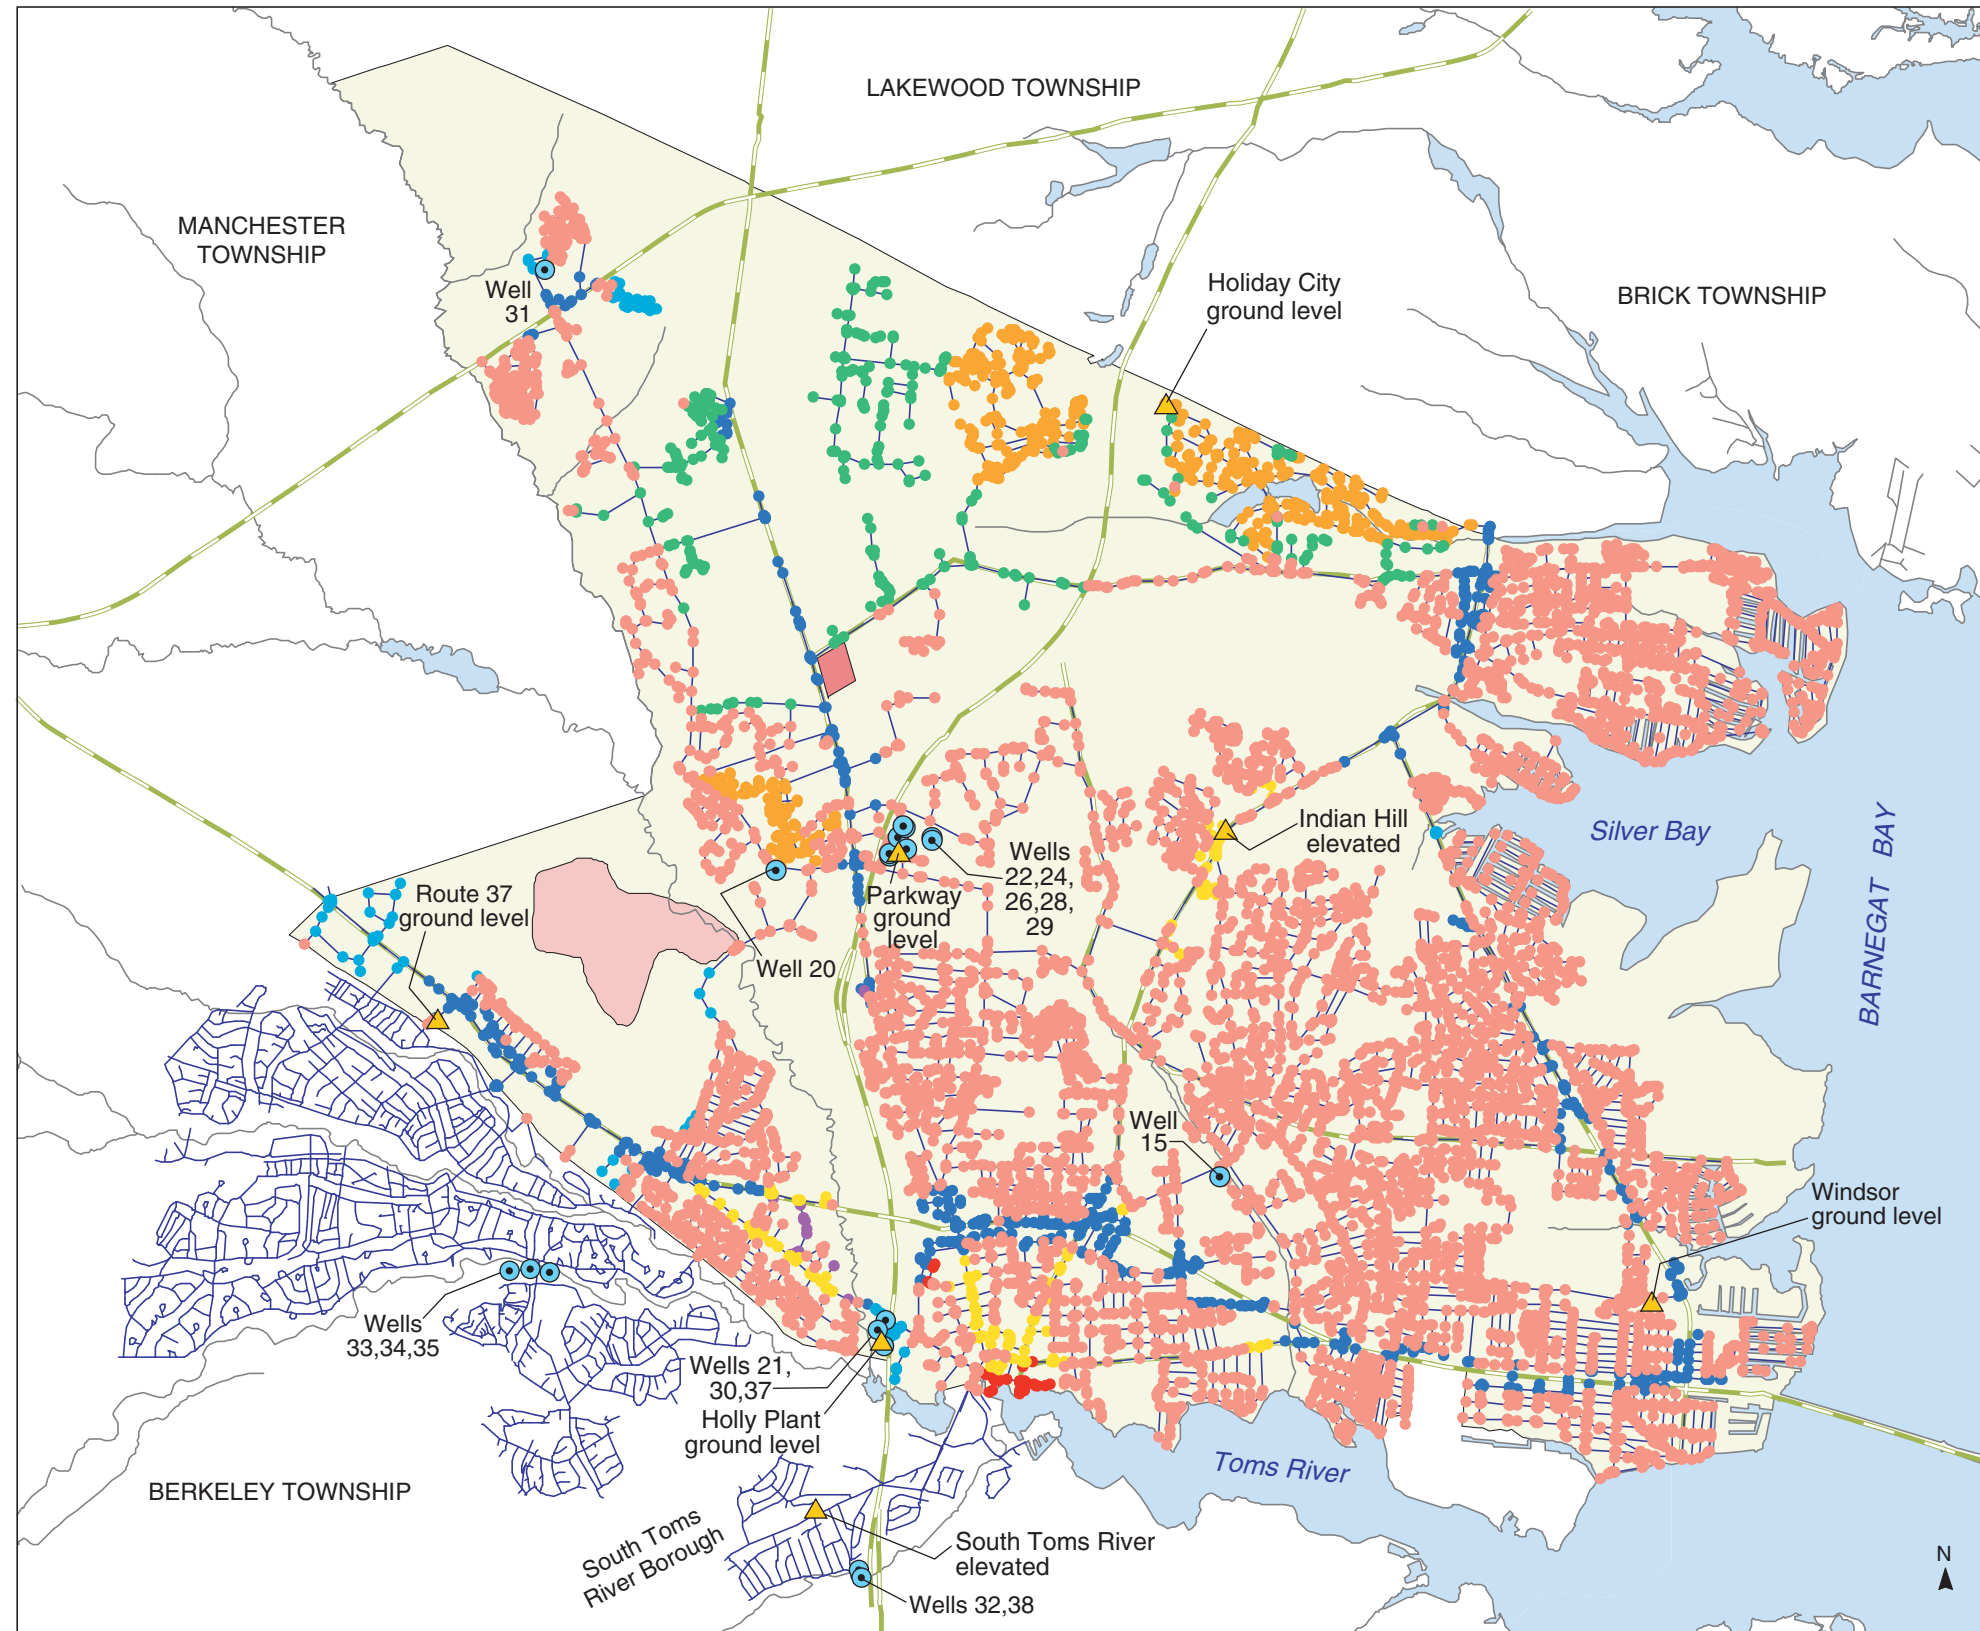 LAKEWOOD TOWNSHIP
MANCHESTER
TOWNSHIP
Holiday City
ground level
BRICK TOWNSHIP
Well
31
Indian Hill
elevated
Silver Bay
BARNEGAT BAY
Wells
22,24,
26,28,
29
Route 37
ground level
Parkway
ground
level
Well 20
Well
15
Windsor
ground level
Wells
33,34,35
Wells 21,
30,37
Holly Plant
ground level
Toms River
BERKELEY TOWNSHIP
South Toms
River Borough
South Toms River
elevated
Wells 32,38
N